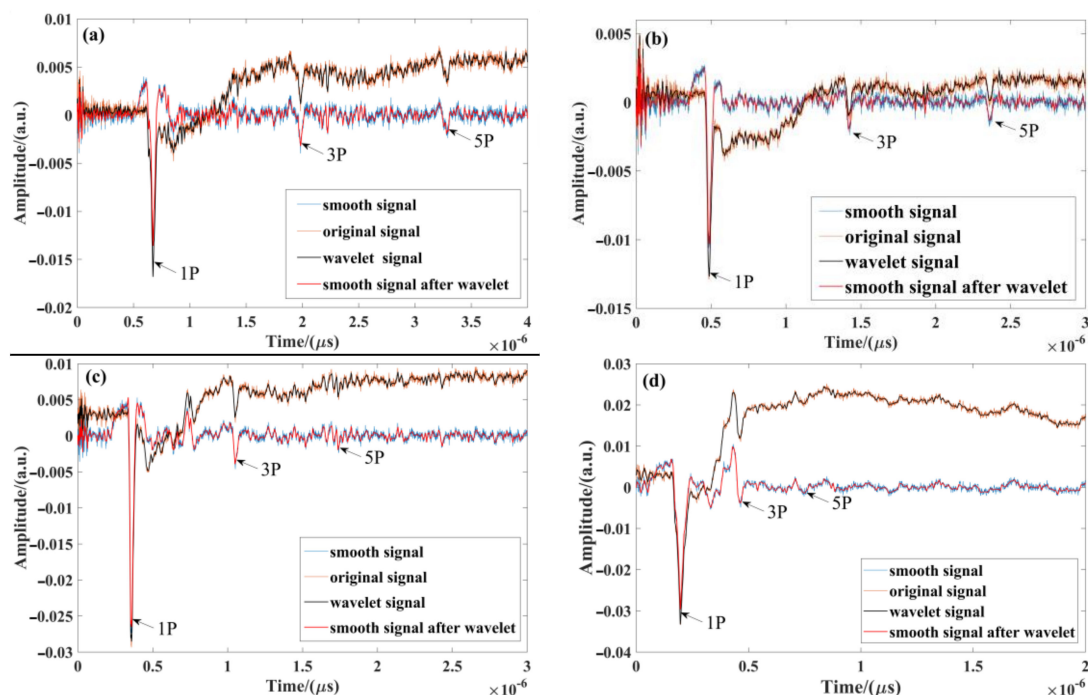 (a)
0.01
0.005
0
−0.005
−0.01
−0.015
−0.02
Amplitude/(a.u.)
1P
3P
5P
smooth signal
original signal
wavelet signal
smooth signal after wavelet
0 0.5 1 1.5 2 2.5 3 3.5 4
Time/(μs)
×10⁻⁶
(b)
0.005
0
−0.005
−0.01
−0.015
Amplitude/(a.u.)
1P
3P
5P
smooth signal
original signal
wavelet signal
smooth signal after wavelet
0 0.5 1 1.5 2 2.5 3
Time/(μs)
×10⁻⁶
(c)
0.01
0.005
0
−0.005
−0.01
−0.015
−0.02
−0.025
−0.03
Amplitude/(a.u.)
1P
3P
5P
smooth signal
original signal
wavelet signal
smooth signal after wavelet
0 0.5 1 1.5 2 2.5 3
Time/(μs)
×10⁻⁶
(d)
0.03
0.02
0.01
0
−0.01
−0.02
−0.03
−0.04
Amplitude/(a.u.)
1P
3P
5P
smooth signal
original signal
wavelet signal
smooth signal after wavelet
0 0.5 1 1.5 2
Time/(μs)
×10⁻⁶